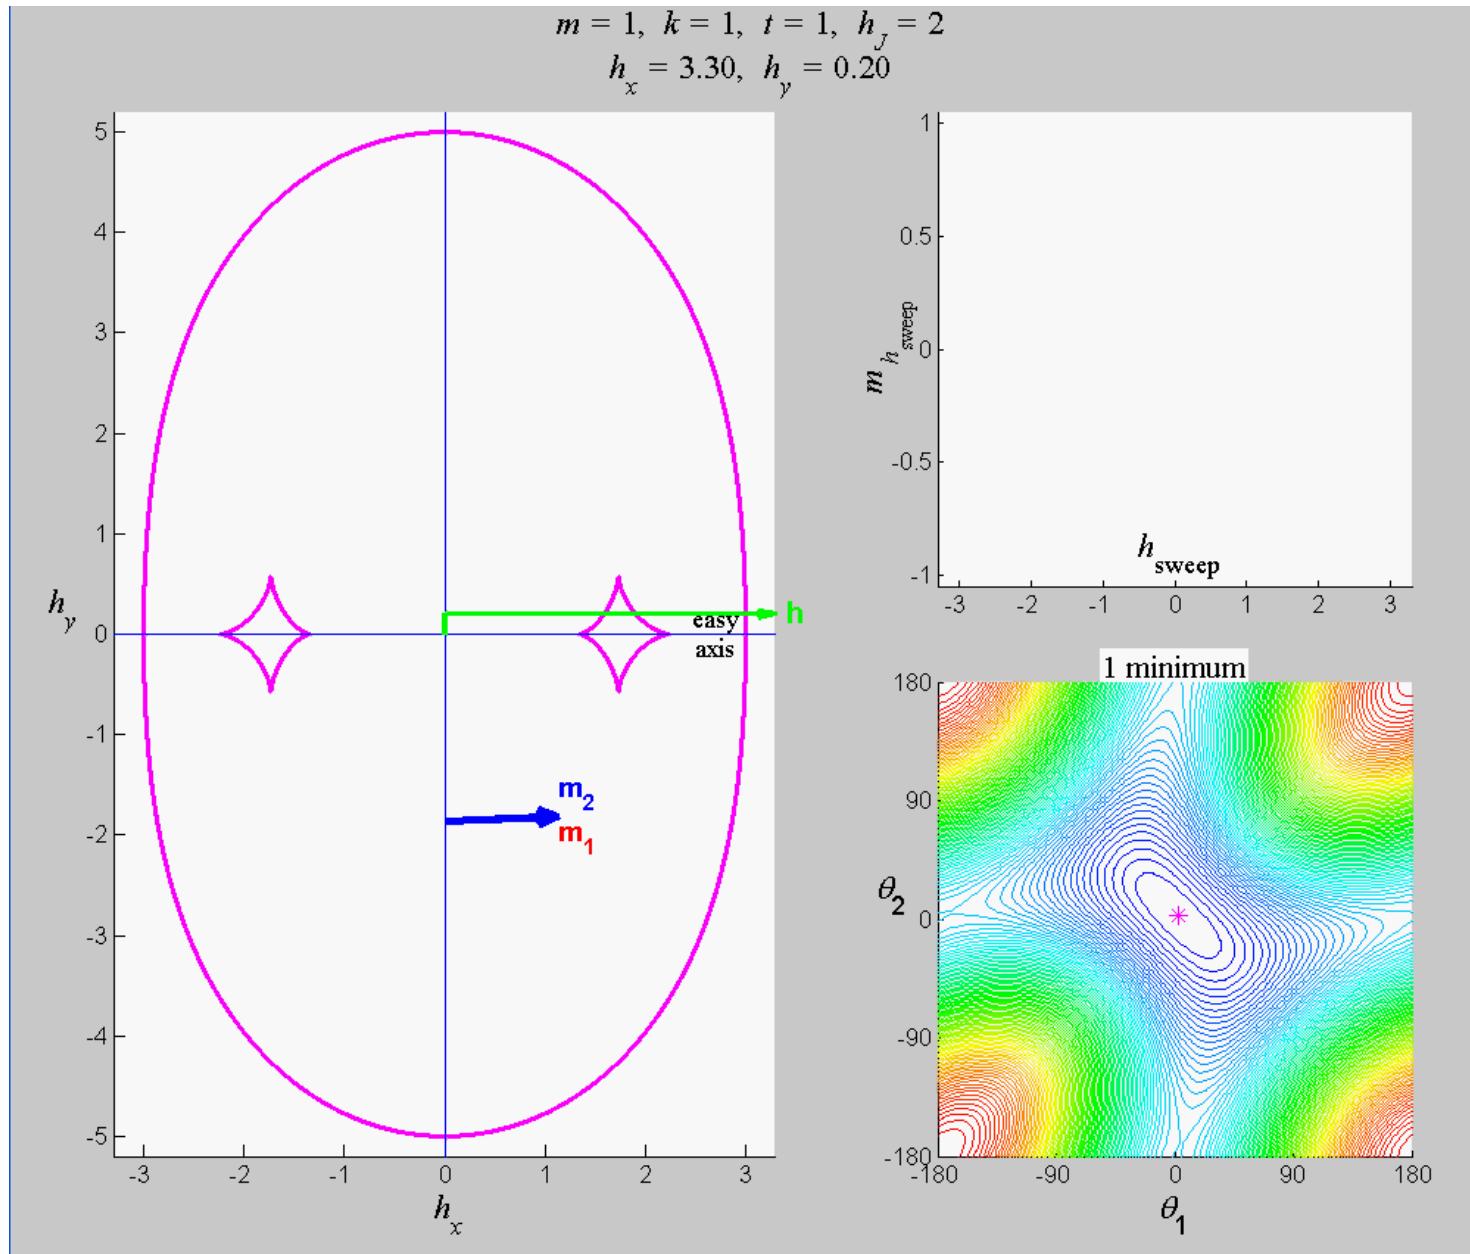 m = 1, k = 1, t = 1, h_J = 2
h_x = 3.30, h_y = 0.20
5
4
3
2
1
0
-1
-2
-3
-4
-5
h_y
-3 -2 -1 0 1 2 3
h_x
h
easy
axis
m_2
m_1
1
0.5
0
-0.5
-1
m_h_sweep
h_sweep
-3 -2 -1 0 1 2 3
1 minimum
180
90
0
-90
-180
θ_2
-180 -90 0 90 180
θ_1